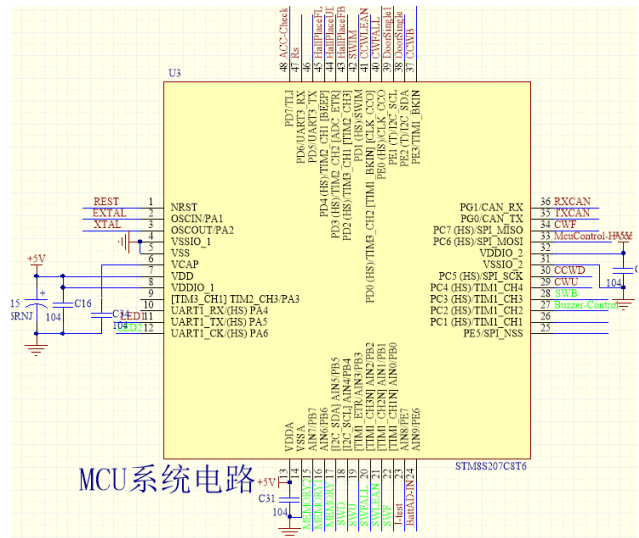 U3
48 ACC-Check
47 Rs
46
45 HallPlaceFL
44 HallPlaceUL
43 HallPlaceFB
42 SWIM
41 CCWLEAN
40 CWFALL
39 DoorSingle1
38 DoorSingle
37 CCWB
PD7/TLI
PD6/UART3_RX
PD5/UART3_TX
PD4 (HS)/TIM2_CH1 [BEEP]
PD3 (HS)/TIM2_CH2 [ADC_ETR]
PD2 (HS)/TIM3_CH1 [TIM2_CH3]
PD1 (HS)/SWIM
PD0 (HS)/TIM3_CH2 [TIM1_BKIN] [CLK_CCO]
PE0 (HS)/CLK_CCO
PE1 (T)/I2C_SCL
PE2 (T)/I2C_SDA
PE3/TIM1_BKIN
REST 1 NRST
EXTAL 2 OSCIN/PA1
XTAL 3 OSCOUT/PA2
4 VSSIO_1
5 VSS
6 VCAP
7 VDD
8 VDDIO_1
9 [TIM3_CH1] TIM2_CH3/PA3
10 UART1_RX/(HS) PA4
LED1 11 UART1_TX/(HS) PA5
LED2 12 UART1_CK/(HS) PA6
+5V
15
C16
104
C34
104
PG1/CAN_RX 36 RXCAN
PG0/CAN_TX 35 TXCAN
PC7 (HS)/SPI_MISO 34 CWF
PC6 (HS)/SPI_MOSI 33
VDDIO_2 32
VSSIO_2 31
PC5 (HS)/SPI_SCK 30 CCWD
PC4 (HS)/TIM1_CH4 29 CWU
PC3 (HS)/TIM1_CH3 28 SWB
PC2 (HS)/TIM1_CH2 27 Buzzer-Control
PC1 (HS)/TIM1_CH1 26
PE5/SPI_NSS 25
C
104
VDDA
VSSA
AIN7/PB7
AIN6/PB6
[I2C_SDA] AIN5/PB5
[I2C_SCL] AIN4/PB4
[TIM1_ETR/AIN3/PB3
[TIM1_CH3N] AIN2/PB2
[TIM1_CH2N] AIN1/PB1
[TIM1_CH1N] AIN0/PB0
AIN8/PE7
AIN9/PE6
STM8S207C8T6
13
14
15
16
17
18 SWD
19 SWU
20 SWFALL
21 SWLEAN
22 SWF
23 I-test
24 BattAD-IN
MCU系统电路
+5V
C31
104